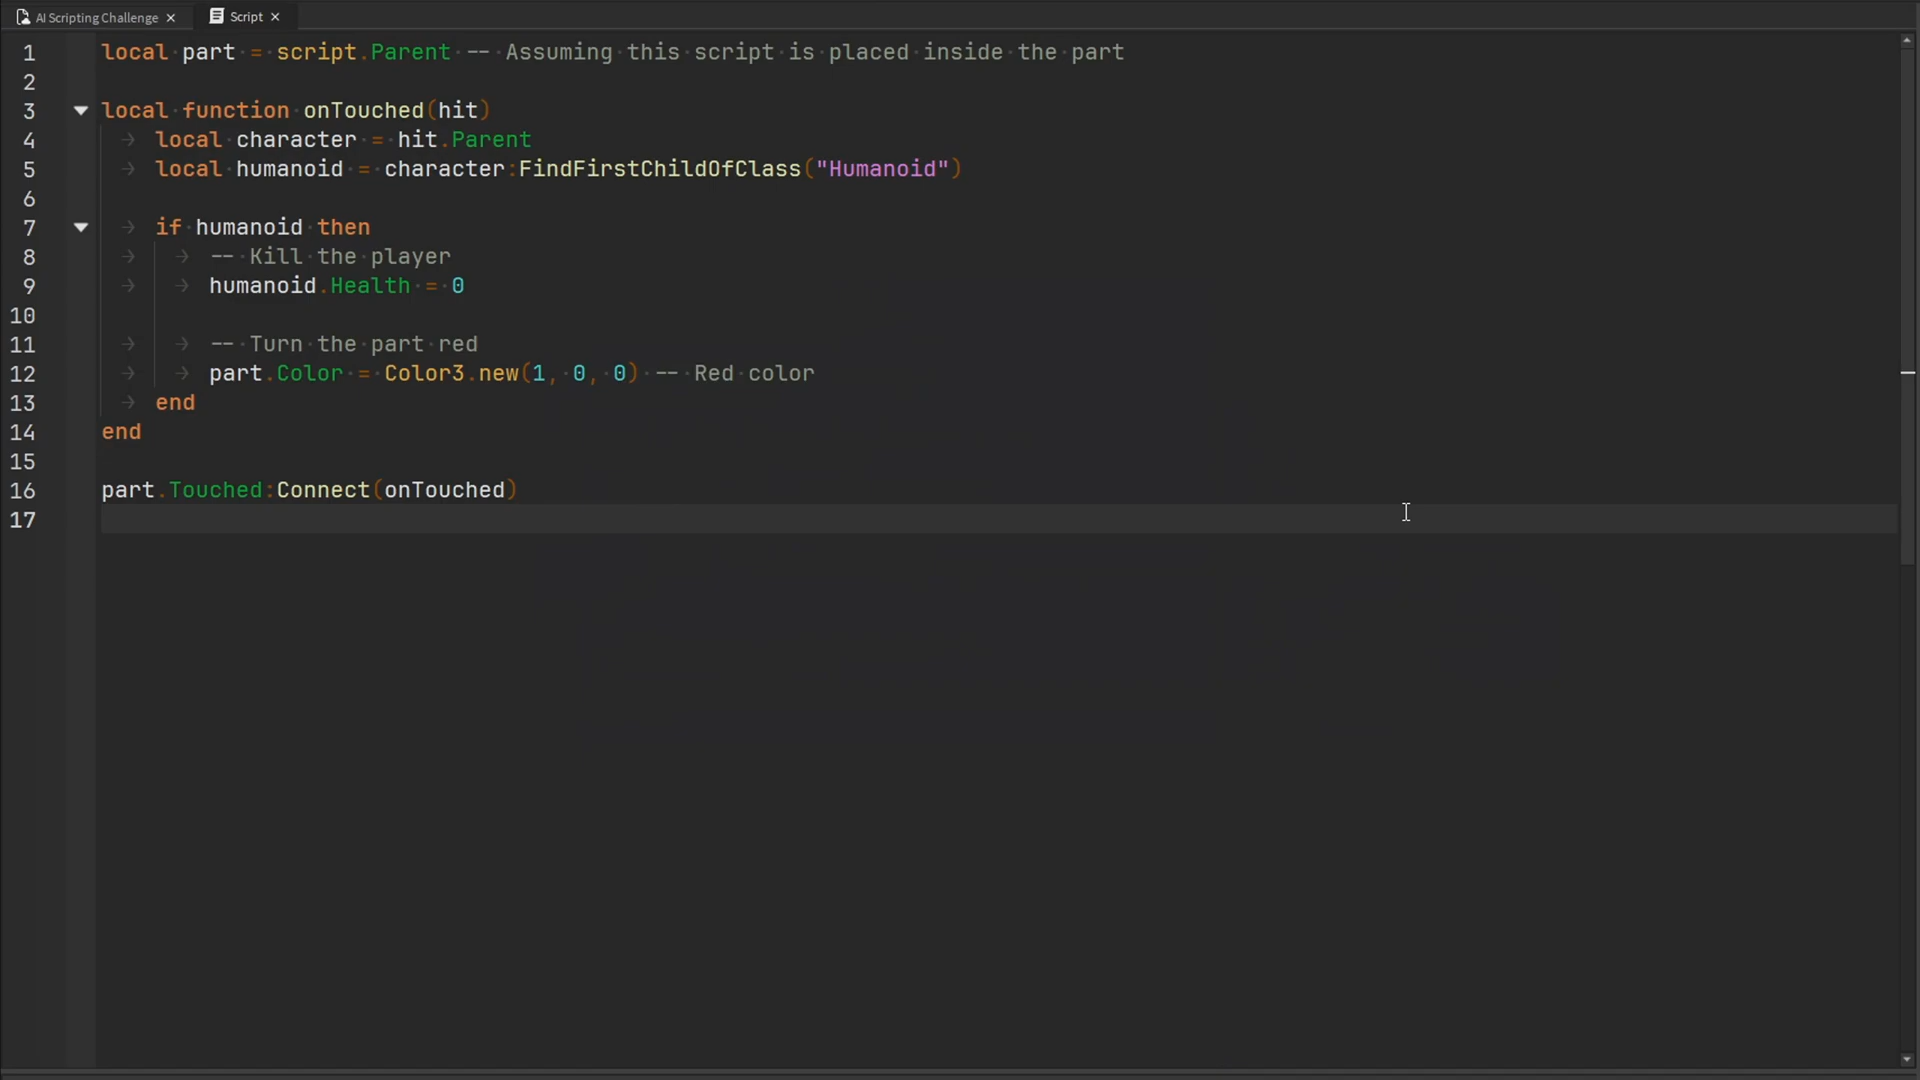 AI Scripting Challenge × Script ×
1 local part = script.Parent -- Assuming this script is placed inside the part
2
3 local function onTouched(hit)
4 local character = hit.Parent
5 local humanoid = character:FindFirstChildOfClass("Humanoid")
6
7 if humanoid then
8 -- Kill the player
9 humanoid.Health = 0
10
11 -- Turn the part red
12 part.Color = Color3.new(1, 0, 0) -- Red color
13 end
14 end
15
16 part.Touched:Connect(onTouched)
17